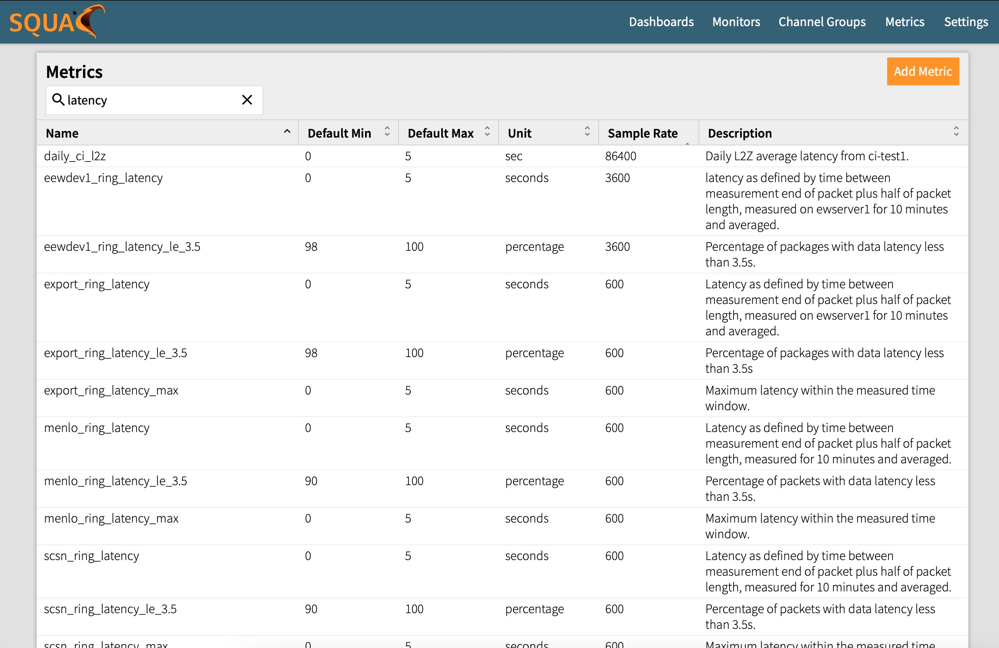 SQUAC
Dashboards Monitors Channel Groups Metrics Settings
Metrics
Add Metric
latency
Name Default Min Default Max Unit Sample Rate Description
daily_ci_l2z 0 5 sec 86400 Daily L2Z average latency from ci-test1.
eewdev1_ring_latency 0 5 seconds 3600 latency as defined by time between
measurement end of packet plus half of packet
length, measured on ewserver1 for 10 minutes
and averaged.
eewdev1_ring_latency_le_3.5 98 100 percentage 3600 Percentage of packages with data latency less
than 3.5s.
export_ring_latency 0 5 seconds 600 Latency as defined by time between
measurement end of packet plus half of packet
length, measured on ewserver1 for 10 minutes
and averaged.
export_ring_latency_le_3.5 98 100 percentage 600 Percentage of packages with data latency less
than 3.5s
export_ring_latency_max 0 5 seconds 600 Maximum latency within the measured time
window.
menlo_ring_latency 0 5 seconds 600 Latency as defined by time between
measurement end of packet plus half of packet
length, measured for 10 minutes and averaged.
menlo_ring_latency_le_3.5 90 100 percentage 600 Percentage of packets with data latency less
than 3.5s.
menlo_ring_latency_max 0 5 seconds 600 Maximum latency within the measured time
window.
scsn_ring_latency 0 5 seconds 600 Latency as defined by time between
measurement end of packet plus half of packet
length, measured for 10 minutes and averaged.
scsn_ring_latency_le_3.5 90 100 percentage 600 Percentage of packets with data latency less
than 3.5s.
scsn_ring_latency_max 0 5 seconds 600 Maximum latency within the measured time